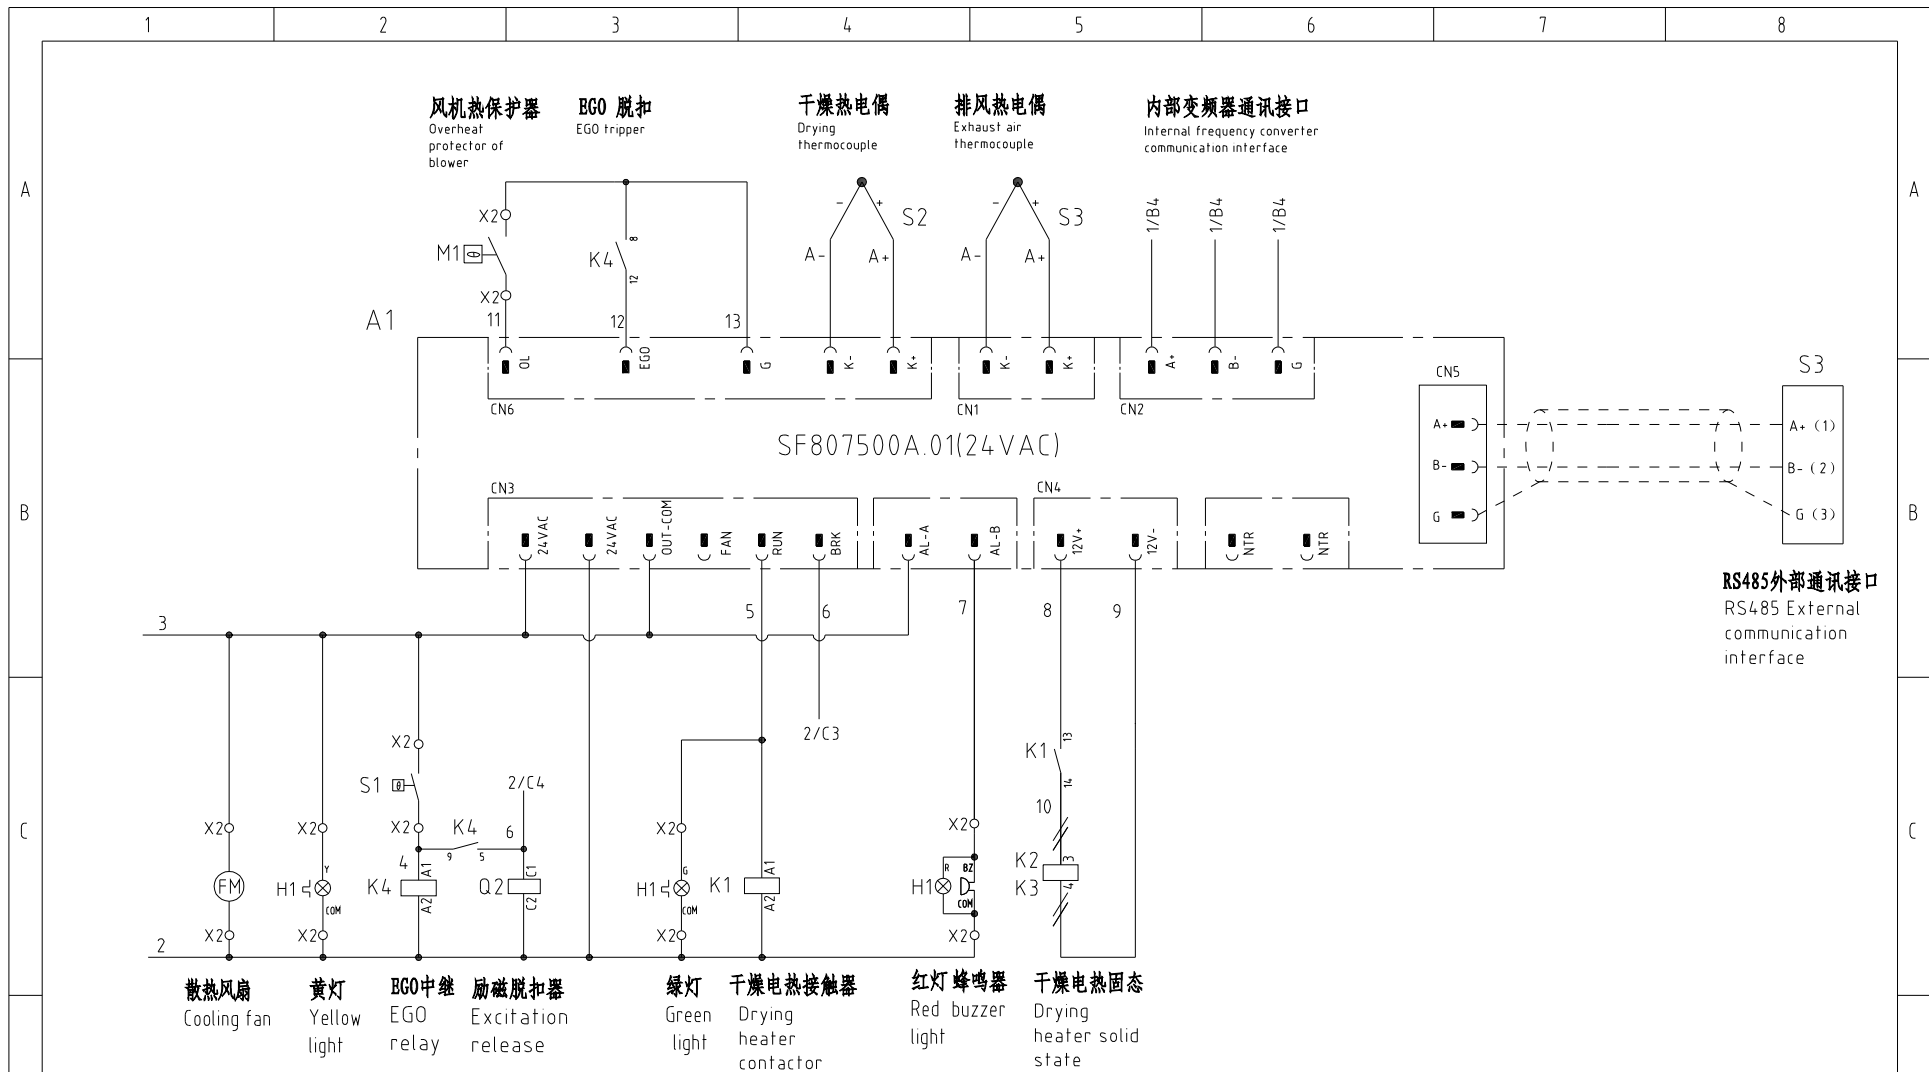 1 2 3 4 5 6 7 8
风机热保护器
Overheat
protector of
blower
EGO 脱扣
EGO tripper
干燥热电偶
Drying
thermocouple
排风热电偶
Exhaust air
thermocouple
内部变频器通讯接口
Internal frequency converter
communication interface
A
A
X2
M1
θ
X2
11
K4
8
12
12
13
- +
S2
A- A+
- +
S3
A- A+
1/B4 1/B4 1/B4
A1
OL EGO G K- K+
CN6
K- K+
CN1
A+ B- G
CN2
SF807500A.01(24VAC)
CN5
A+
B-
G
S3
A+ (1)
B- (2)
G (3)
RS485外部通讯接口
RS485 External
communication
interface
B
B
CN3
24VAC 24VAC OUT-COM FAN RUN BRK
AL-A AL-B
CN4
12V+ 12V-
NTR NTR
3
5 6 7 8 9
2/C3
C
C
X2
FM
X2
X2
Y
H1
COM
X2
X2
S1
θ
X2
4
A1
K4
A2
K4
9 5
2/C4
6
C1
Q2
C2
X2
G
H1
COM
X2
A1
K1
A2
X2
R BZ
H1
COM
X2
K1
13
14
10
K2
K3
3
4
2
散热风扇
Cooling fan
黄灯
Yellow
light
EGO中继
EGO
relay
励磁脱扣器
Excitation
release
绿灯
Green
light
干燥电热接触器
Drying
heater
contactor
红灯 蜂鸣器
Red buzzer
light
干燥电热固态
Drying
heater solid
state